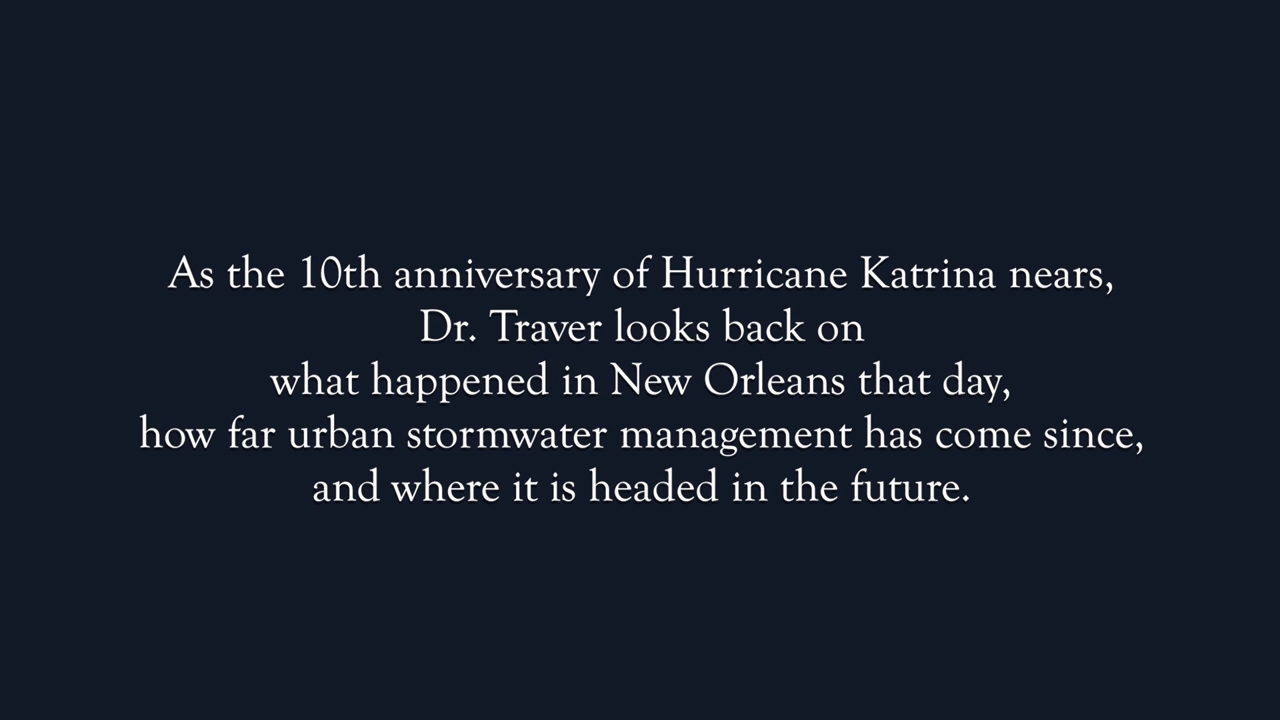 As the 10th anniversary of Hurricane Katrina nears,
Dr. Traver looks back on
what happened in New Orleans that day,
how far urban stormwater management has come since,
and where it is headed in the future.